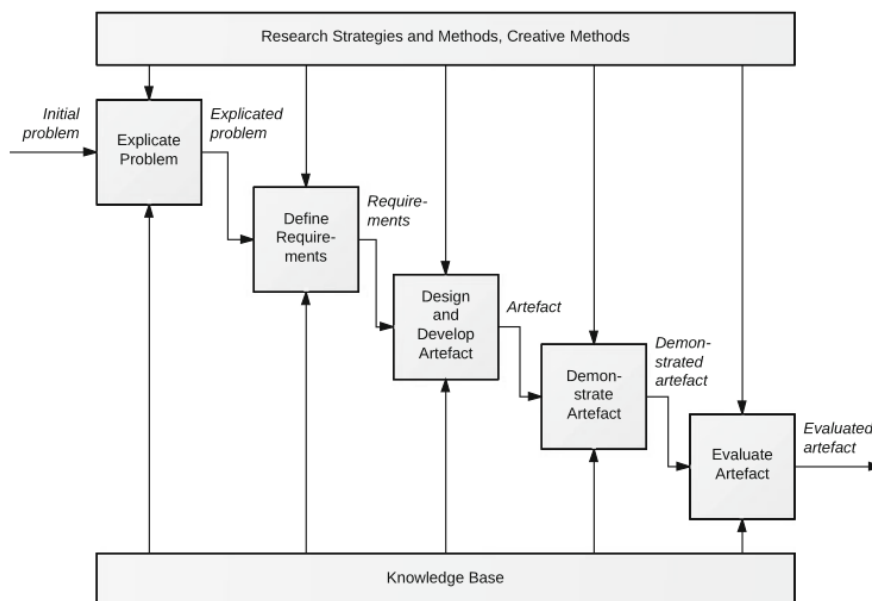 Research Strategies and Methods, Creative Methods
Initial
problem
Explicate
Problem
Explicated
problem
Define
Require-
ments
Require-
ments
Design
and
Develop
Artefact
Artefact
Demon-
strate
Artefact
Demon-
strated
artefact
Evaluate
Artefact
Evaluated
artefact
Knowledge Base